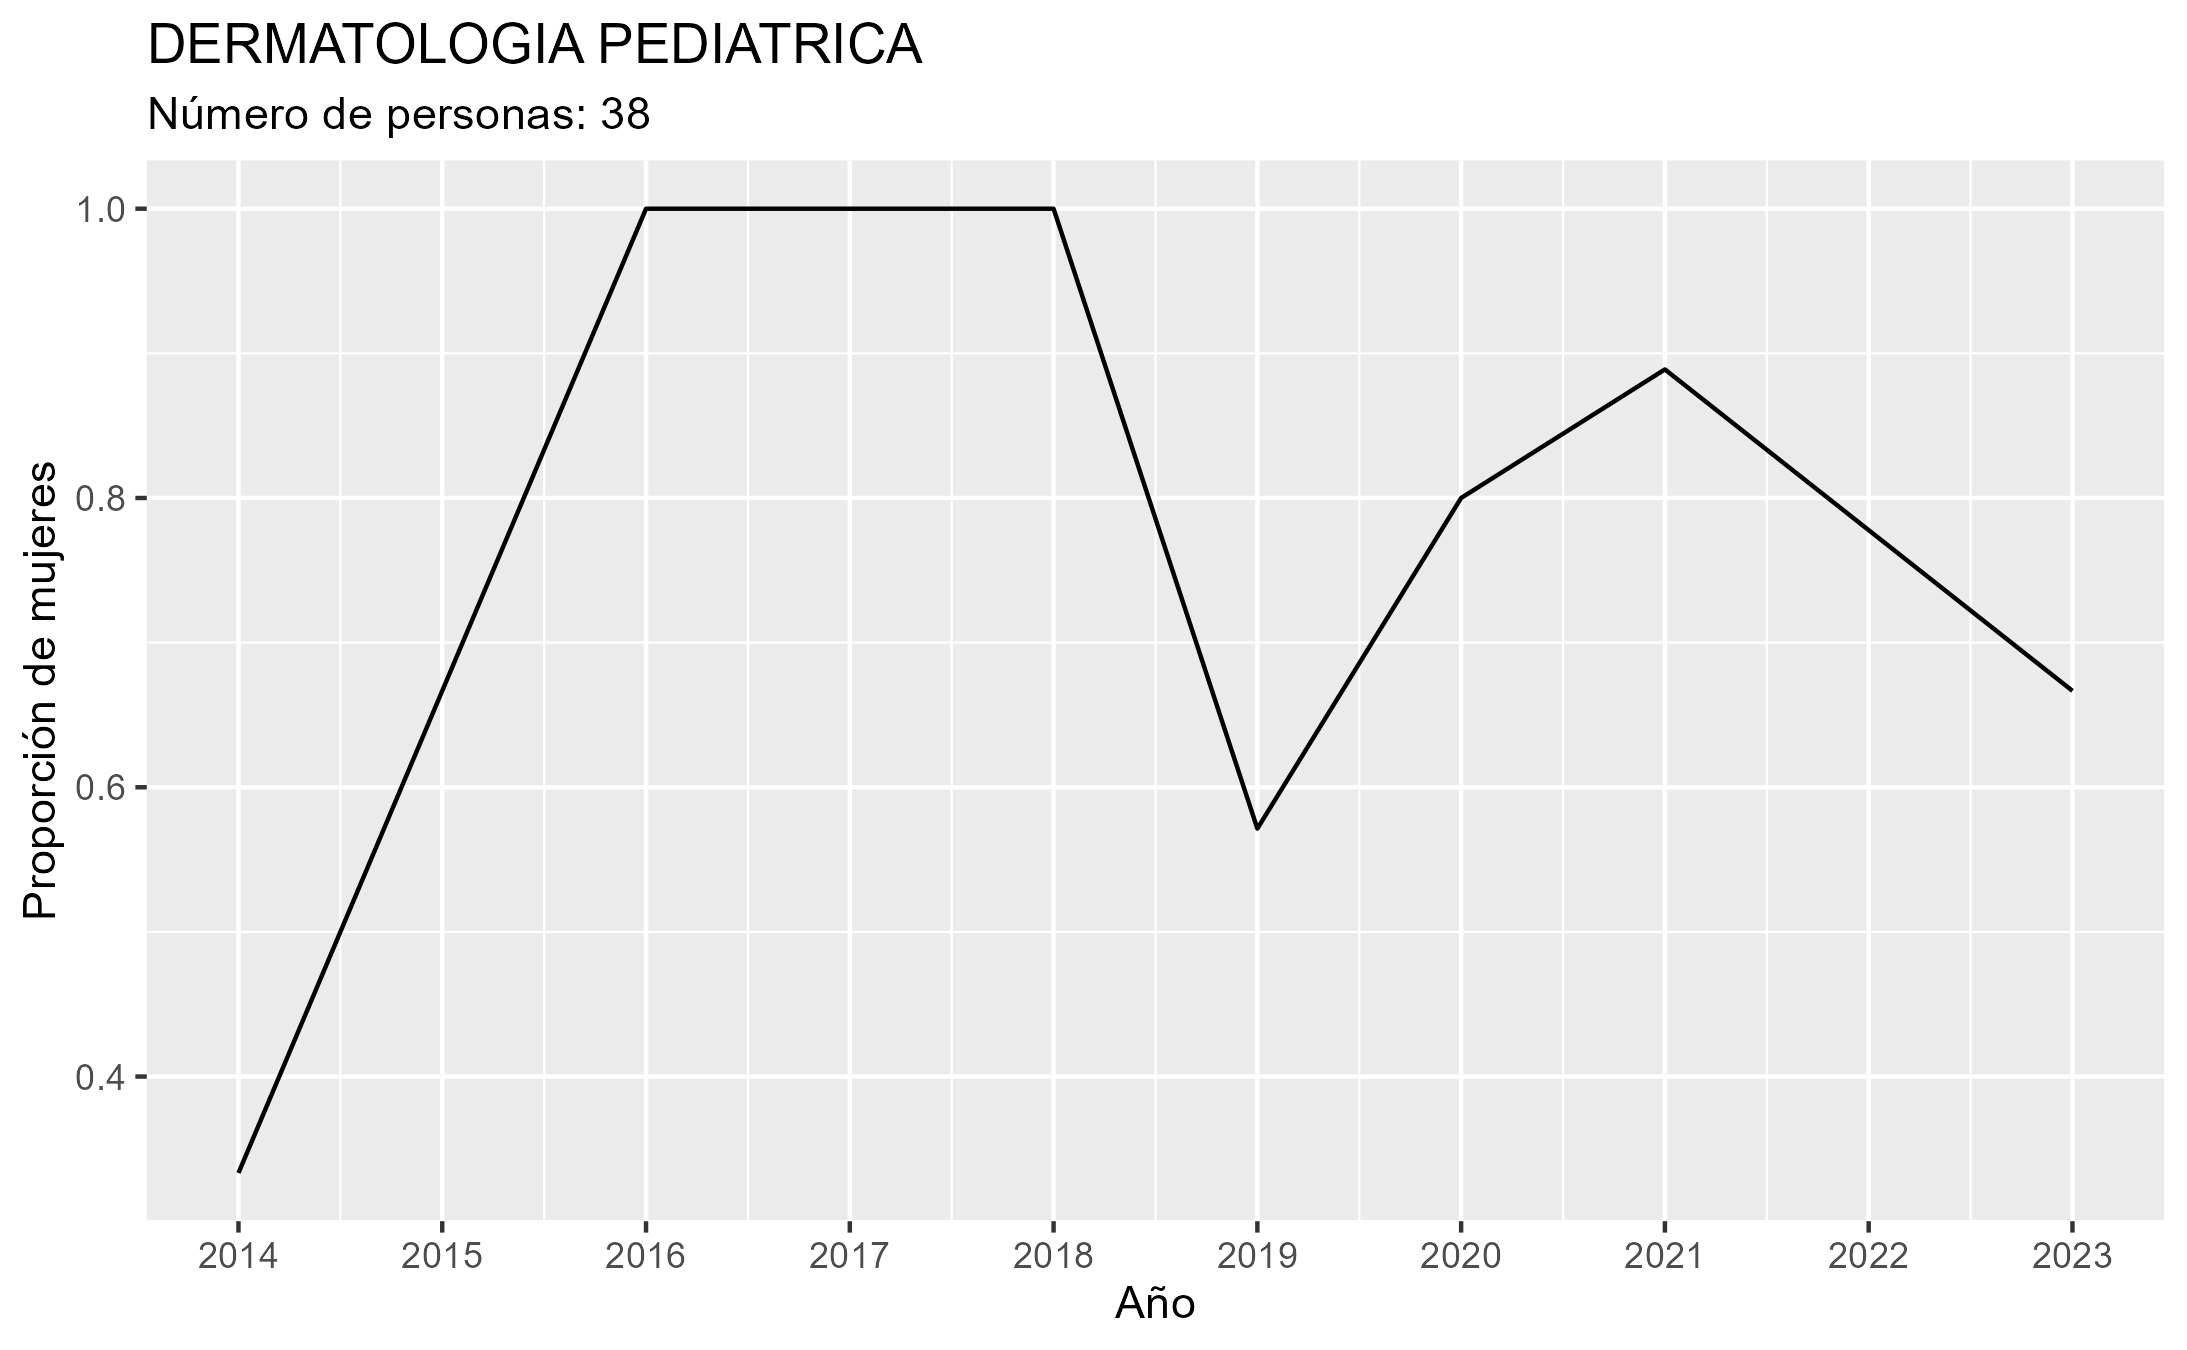 DERMATOLOGIA PEDIATRICA
Número de personas: 38
Proporción de mujeres
1.0
0.8
0.6
0.4
2014 2015 2016 2017 2018 2019 2020 2021 2022 2023
Año